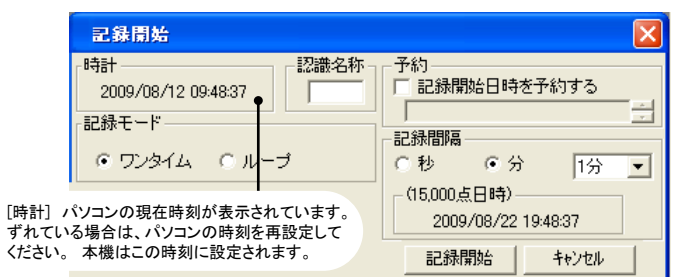 記録開始
時計
2009/08/12 09:48:37
認識名称
予約
記録開始日時を予約する
記録モード
ワンタイム
ループ
記録間隔
秒
分
1分
(15,000点日時)
2009/08/22 19:48:37
記録開始
キャンセル
[時計] パソコンの現在時刻が表示されています。
ずれている場合は、パソコンの時刻を再設定して
ください。 本機はこの時刻に設定されます。